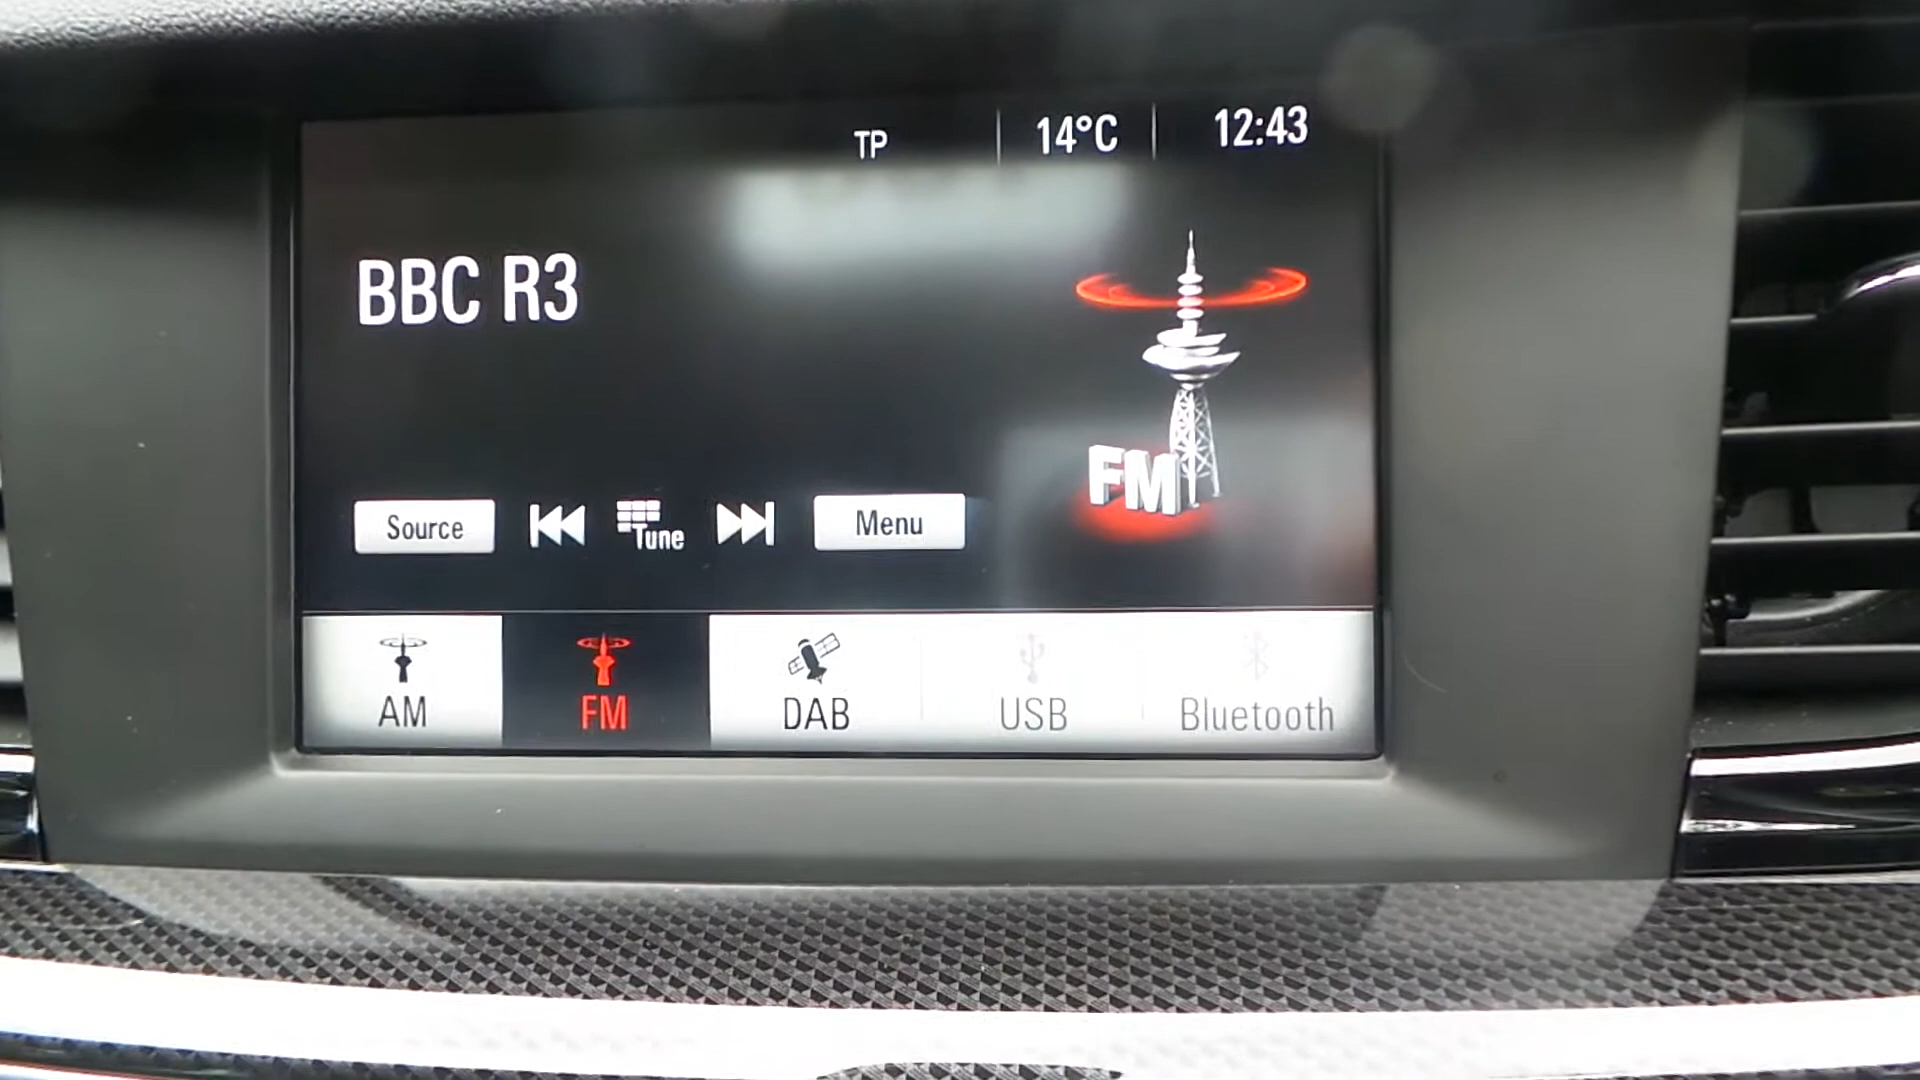 TP 14°C 12:43
BBC R3
FM
Source Tune Menu
AM FM DAB USB Bluetooth